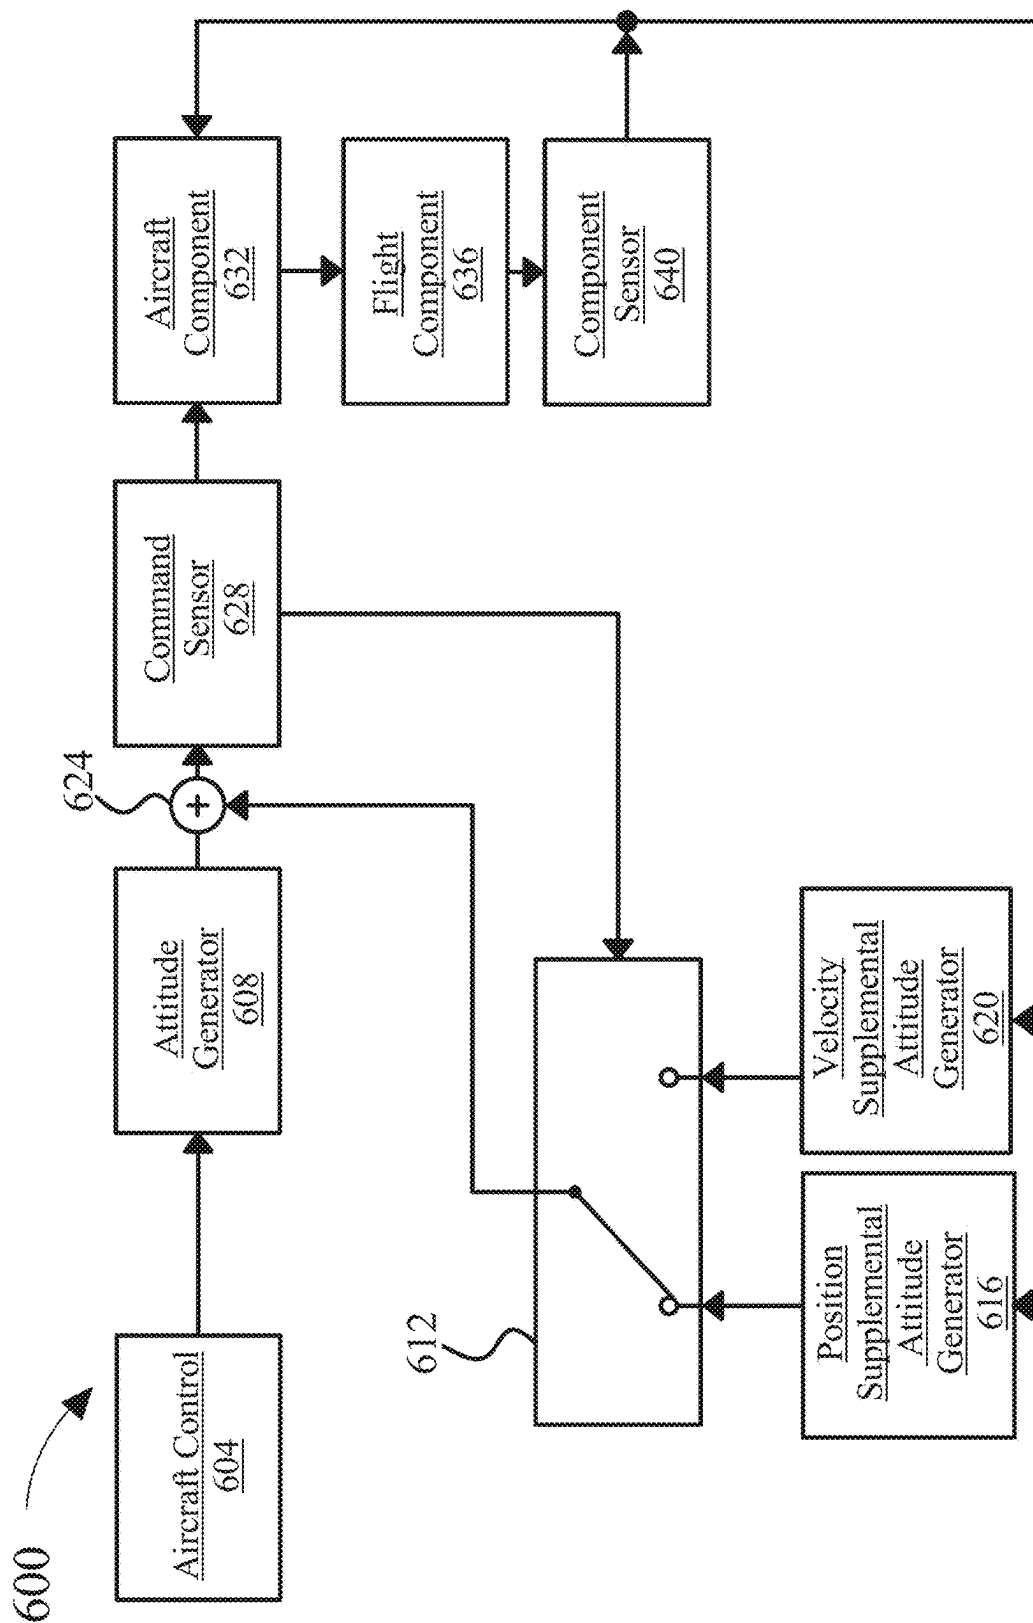 600
Aircraft Control
604
Attitude
Generator
608
624
+
Command
Sensor
628
Aircraft
Component
632
Flight
Component
636
Component
Sensor
640
612
Position
Supplemental
Attitude
Generator
616
Velocity
Supplemental
Attitude
Generator
620